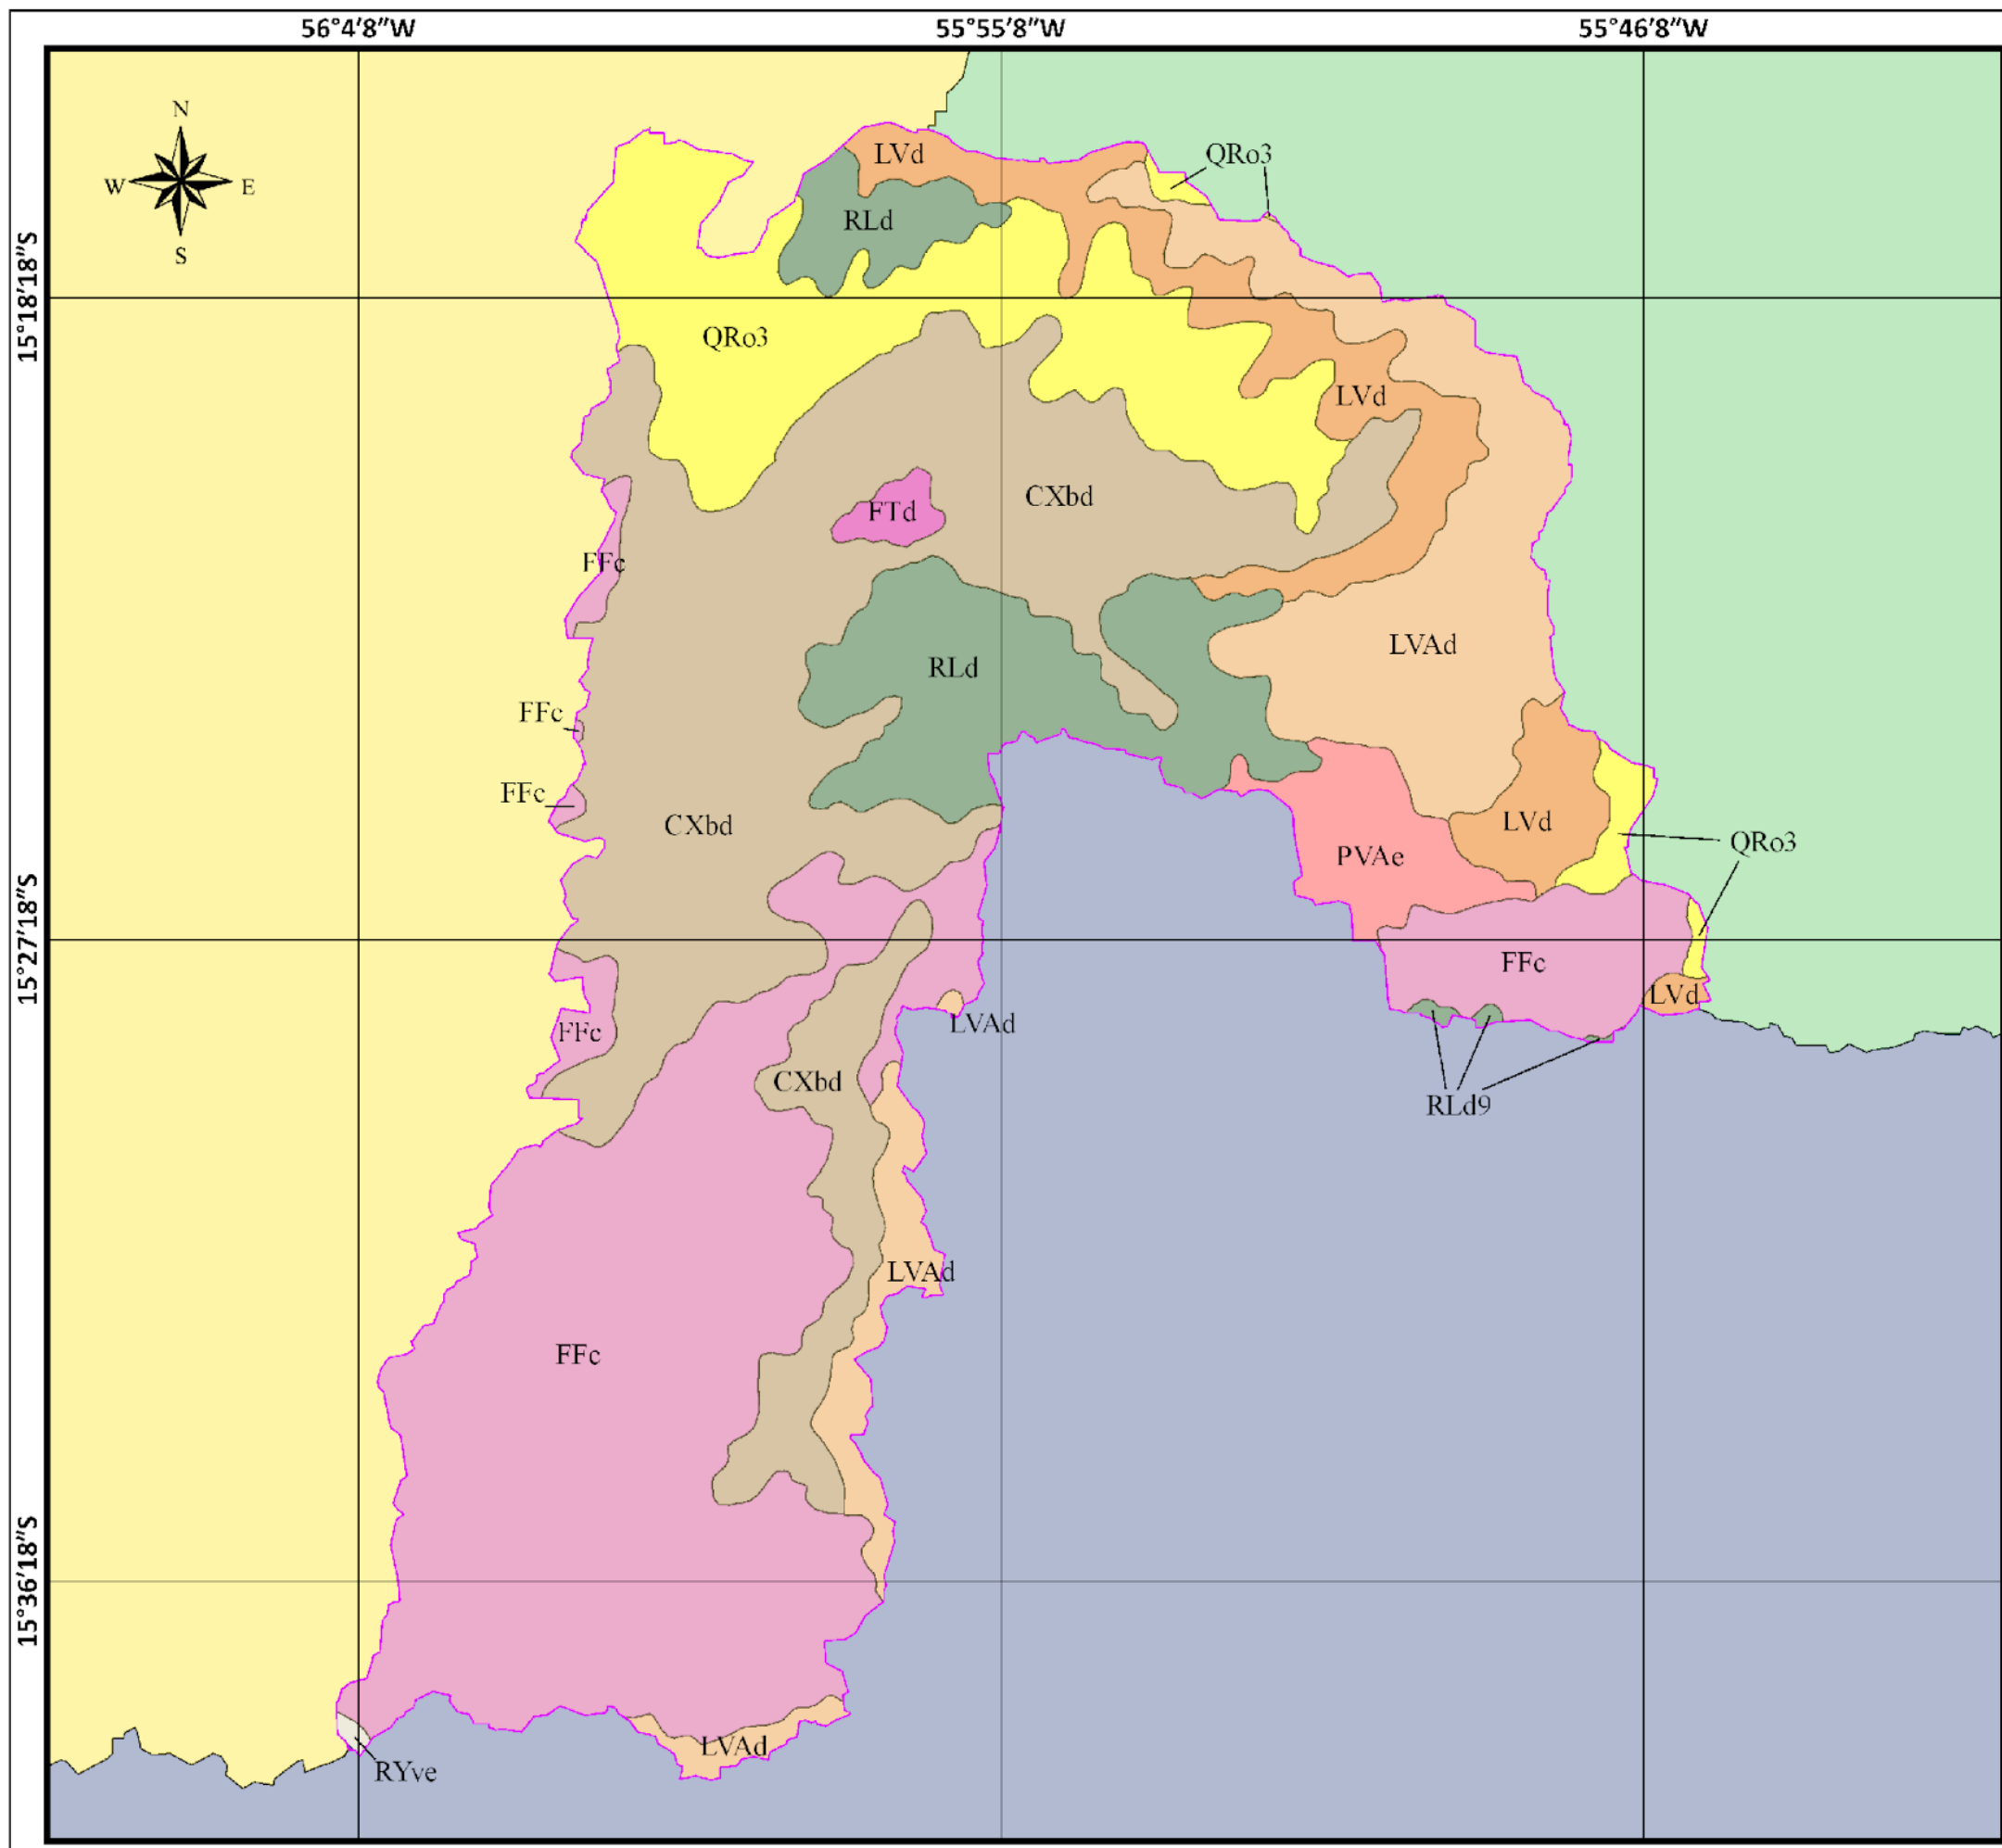 56°4'8"W
55°55'8"W
55°46'8"W
N
W
E
S
15°18'18"S
15°27'18"S
15°36'18"S
LVd
QRo3
RLd
QRo3
LVd
CXbd
FTd
FFc
LVAd
RLd
FFc
FFc
CXbd
LVd
QRo3
PVAe
FFc
LVd
LVAd
FFc
CXbd
RLd9
LVAd
FFc
LVAd
RYve